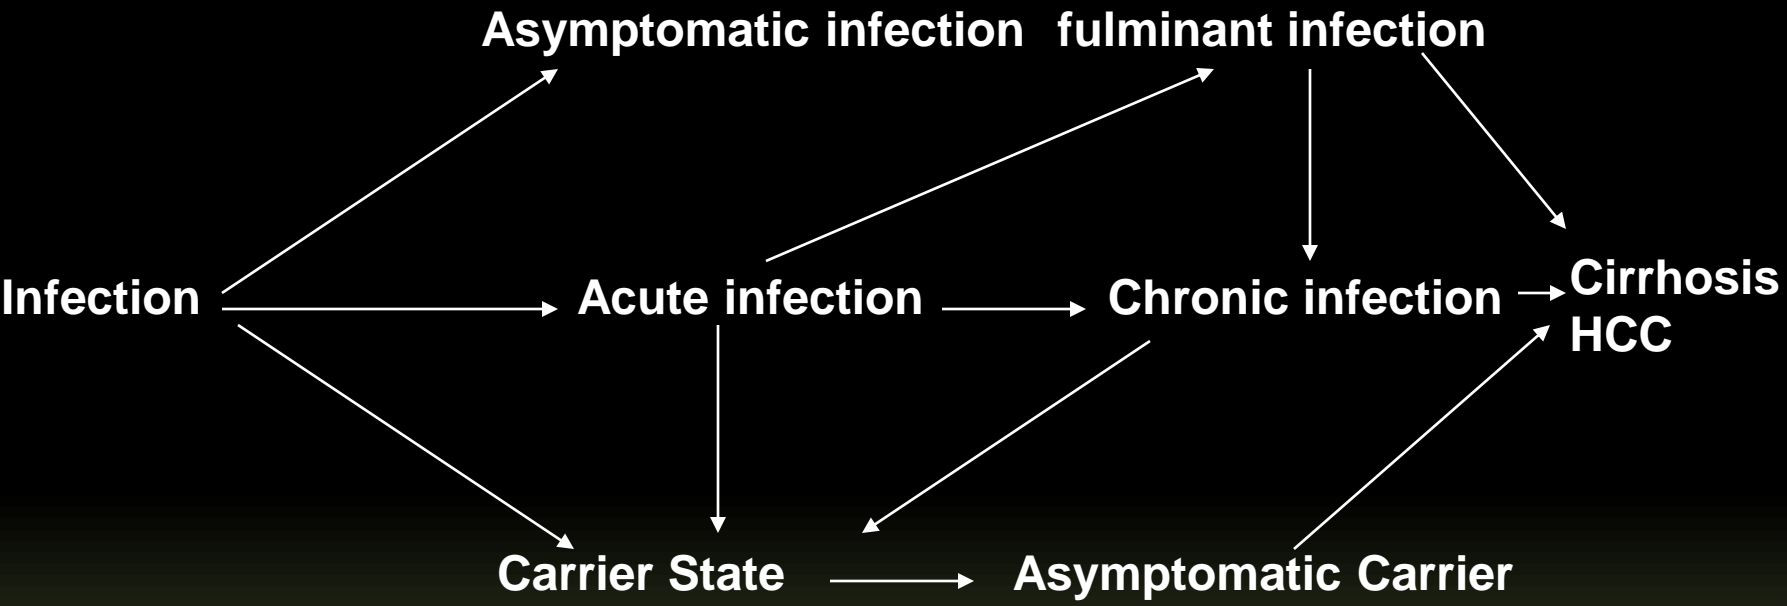 Asymptomatic infection fulminant infection
Infection
Acute infection
Chronic infection
Cirrhosis
HCC
Carrier State
Asymptomatic Carrier